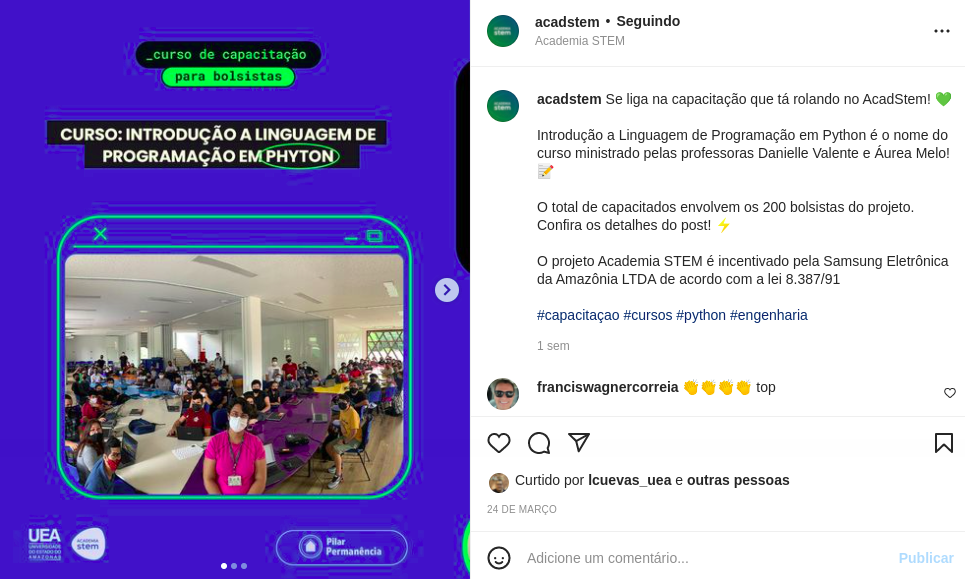 _curso de capacitação
para bolsistas
CURSO: INTRODUÇÃO A LINGUAGEM DE
PROGRAMAÇÃO EM PHYTON
UEA
UNIVERSIDADE
DO ESTADO DO
AMAZONAS
ACADEMIA
stem
Pilar
Permanência
acadstem • Seguindo
Academia STEM
acadstem Se liga na capacitação que tá rolando no AcadStem! 💚
Introdução a Linguagem de Programação em Python é o nome do
curso ministrado pelas professoras Danielle Valente e Áurea Melo!
📝
O total de capacitados envolvem os 200 bolsistas do projeto.
Confira os detalhes do post! ⚡
O projeto Academia STEM é incentivado pela Samsung Eletrônica
da Amazônia LTDA de acordo com a lei 8.387/91
#capacitaçao #cursos #python #engenharia
1 sem
franciswagnercorreia 👏👏👏👏 top
Curtido por lcuevas_uea e outras pessoas
24 DE MARÇO
Adicione um comentário...
Publicar